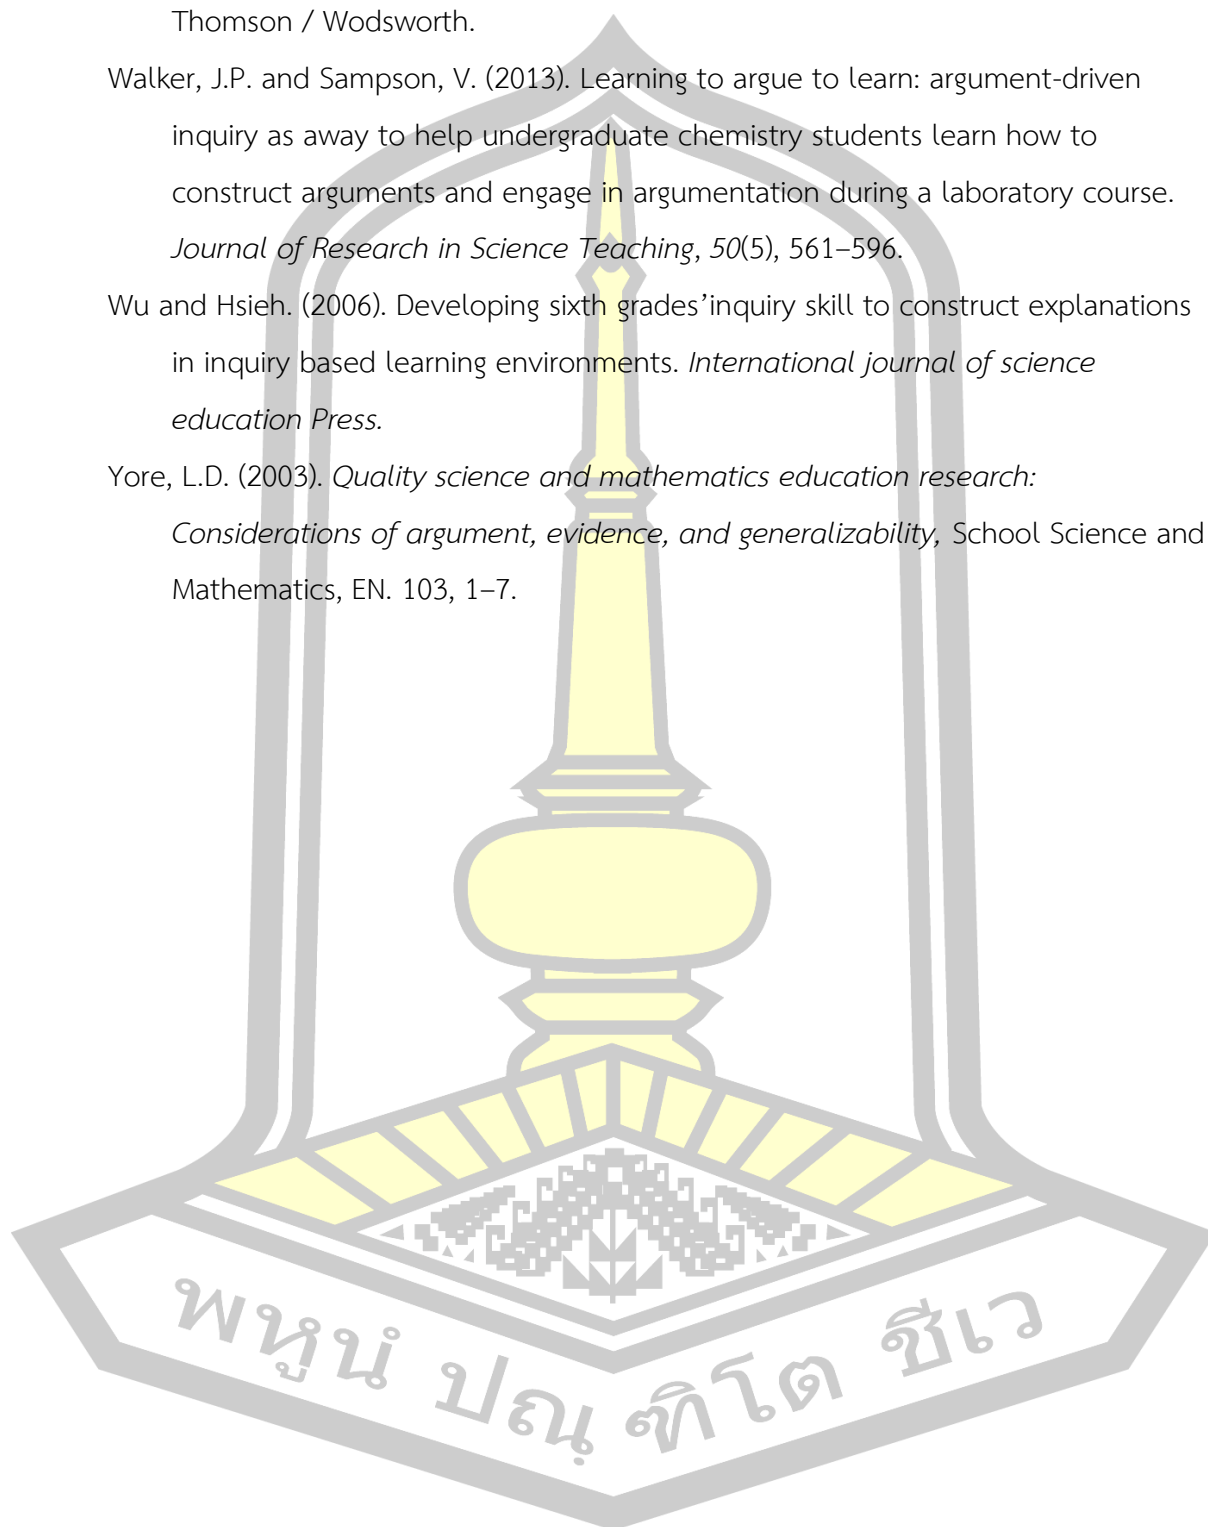 Thomson / Wodsworth.
Walker, J.P. and Sampson, V. (2013). Learning to argue to learn: argument-driven
inquiry as away to help undergraduate chemistry students learn how to
construct arguments and engage in argumentation during a laboratory course.
Journal of Research in Science Teaching, 50(5), 561–596.
Wu and Hsieh. (2006). Developing sixth grades’inquiry skill to construct explanations
in inquiry based learning environments. International journal of science
education Press.
Yore, L.D. (2003). Quality science and mathematics education research:
Considerations of argument, evidence, and generalizability, School Science and
Mathematics, EN. 103, 1–7.
พหูนํ ปณฺฑิโต ชีเว